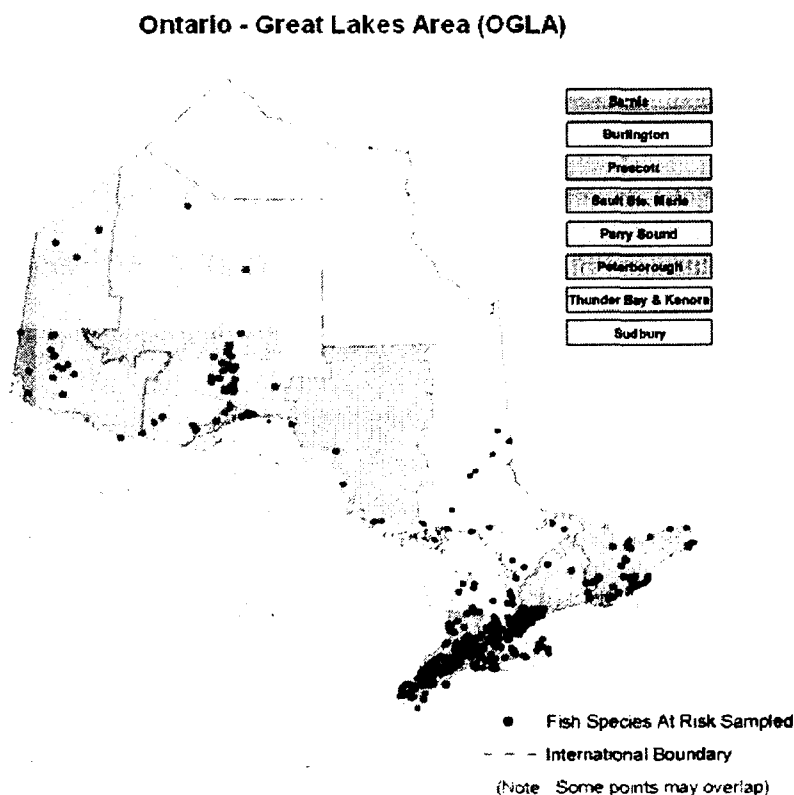 Ontario - Great Lakes Area (OGLA)
Sarnia
Burlington
Prescott
Sault Ste. Marie
Parry Sound
Peterborough
Thunder Bay & Kenora
Sudbury
Fish Species At Risk Sampled
International Boundary
(Note Some points may overlap)